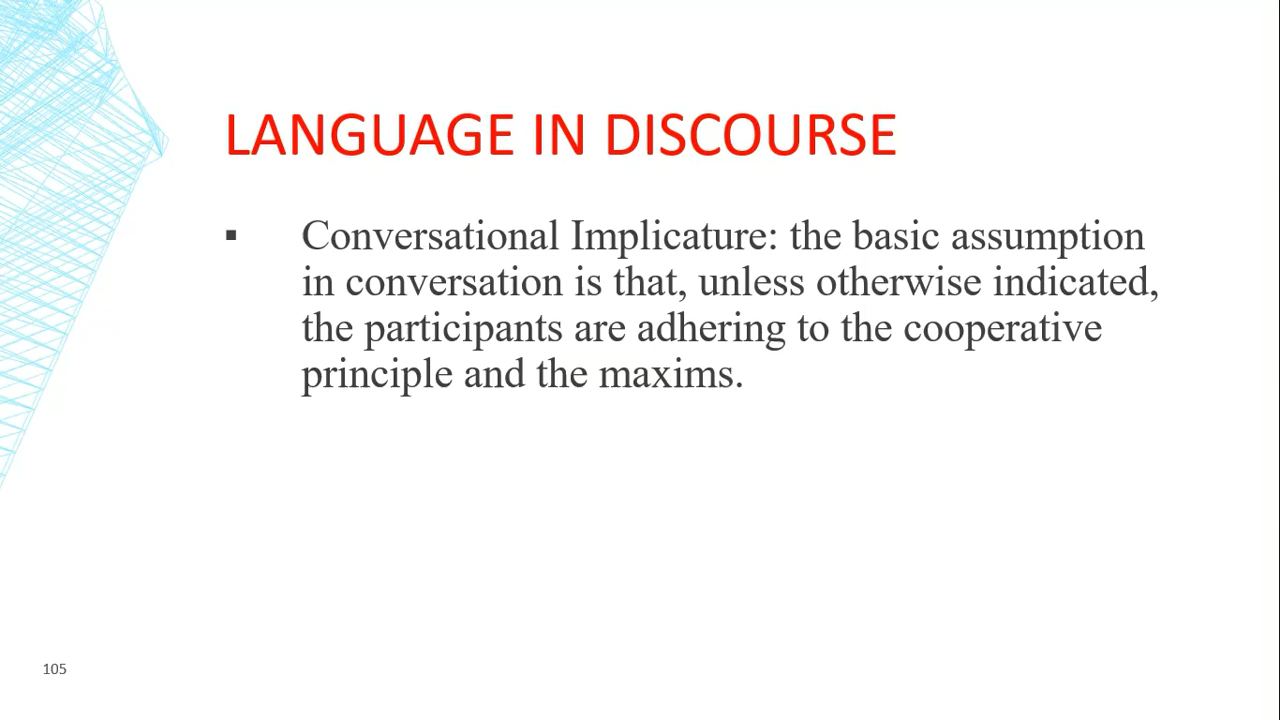 LANGUAGE IN DISCOURSE
▪ Conversational Implicature: the basic assumption
in conversation is that, unless otherwise indicated,
the participants are adhering to the cooperative
principle and the maxims.
105